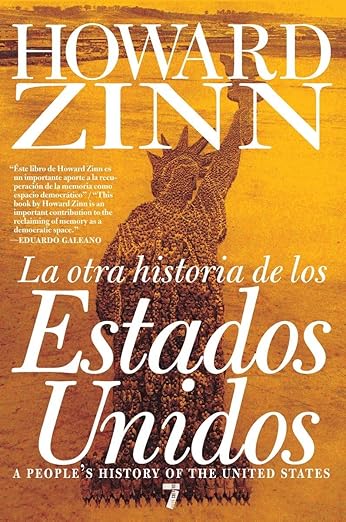 HOWARD
ZINN
“Éste libro de Howard Zinn es
un importante aporte a la recu-
peración de la memoria como
espacio democrático” / “This
book by Howard Zinn is an
important contribution to the
reclaiming of memory as a
democratic space.”
—EDUARDO GALEANO
La otra historia de los
Estados
Unidos
A PEOPLE’S HISTORY OF THE UNITED STATES
7